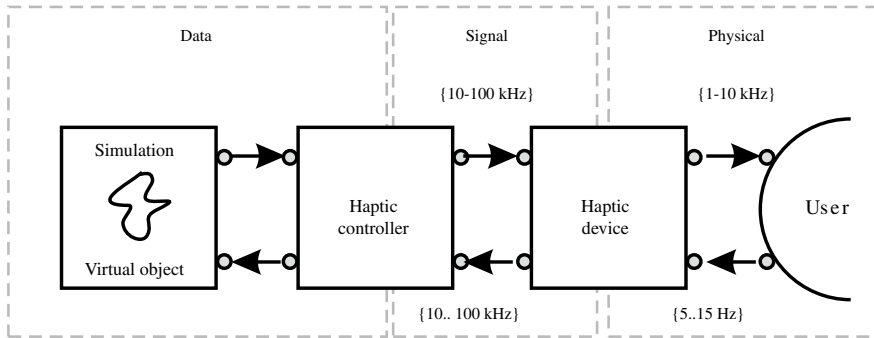 Data
Signal
Physical
{10-100 kHz}
{1-10 kHz}
Simulation
Virtual object
Haptic
controller
Haptic
device
User
{10.. 100 kHz}
{5..15 Hz}